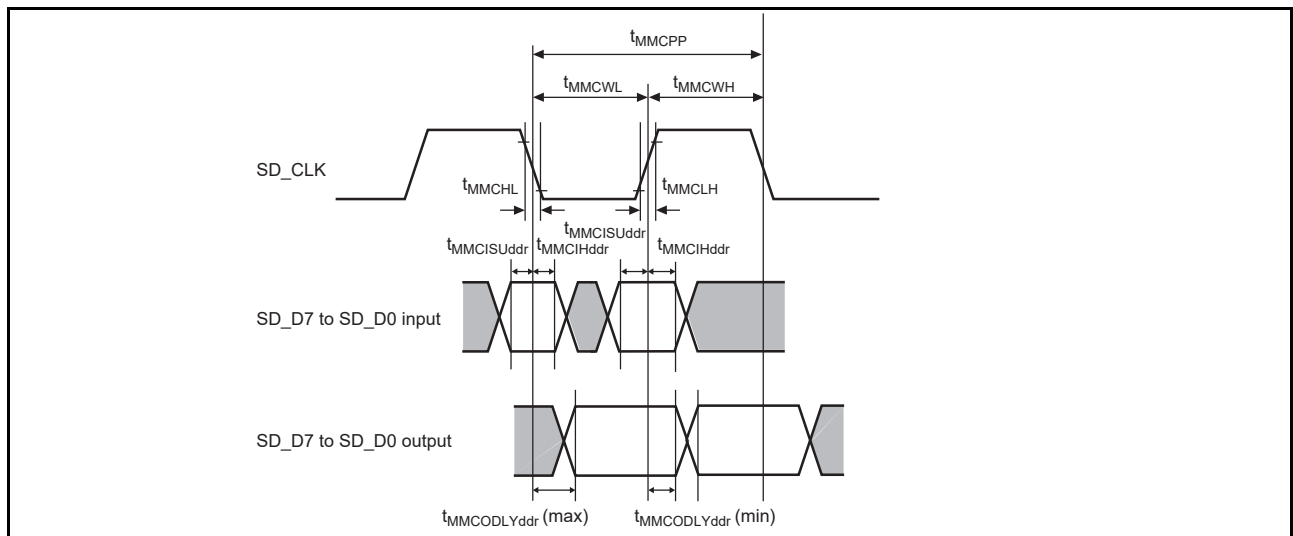 tMMCPP
tMMCWL tMMCWH
SD_CLK
tMMCHL tMMCLH
tMMCISUddr
tMMCISUddr tMMCIHddr tMMCIHddr
SD_D7 to SD_D0 input
SD_D7 to SD_D0 output
tMMCODLYddr (max) tMMCODLYddr (min)